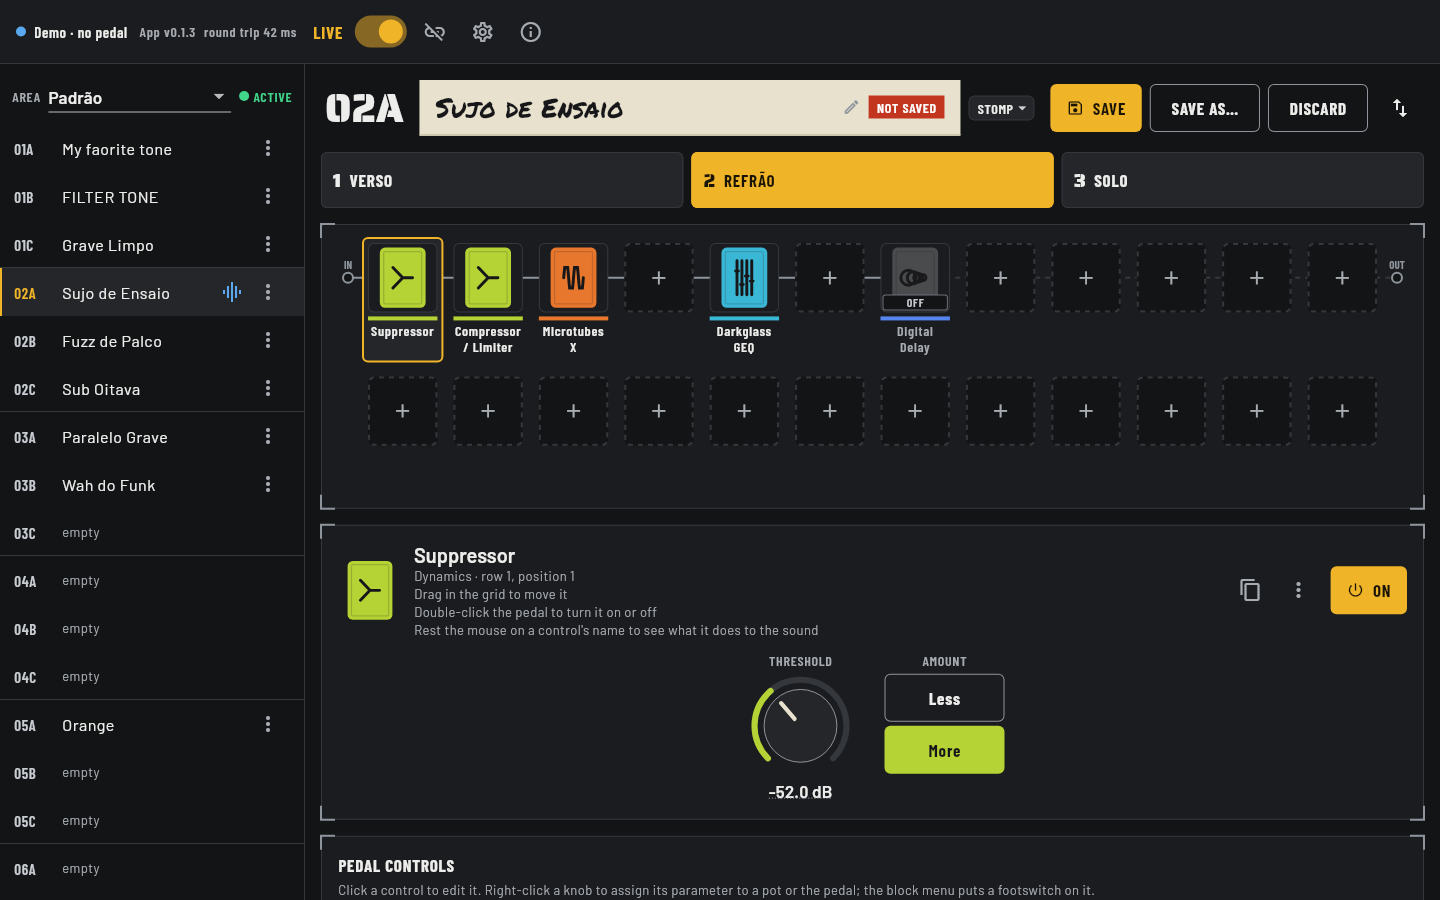 Demo · no pedal App v0.1.3 round trip 42 ms LIVE
AREA Padrão ACTIVE
01A My faorite tone
01B FILTER TONE
01C Grave Limpo
02A Sujo de Ensaio
02B Fuzz de Palco
02C Sub Oitava
03A Paralelo Grave
03B Wah do Funk
03C empty
04A empty
04B empty
04C empty
05A Orange
05B empty
05C empty
06A empty
02A Sujo de Ensaio NOT SAVED STOMP SAVE SAVE AS... DISCARD
1 VERSO 2 REFRÃO 3 SOLO
IN
OUT
OFF
Suppressor
Compressor
/ Limiter
Microtubes
X
Darkglass
GEQ
Digital
Delay
Suppressor
Dynamics · row 1, position 1
Drag in the grid to move it
Double-click the pedal to turn it on or off
Rest the mouse on a control's name to see what it does to the sound
ON
THRESHOLD
-52.0 dB
AMOUNT
Less
More
PEDAL CONTROLS
Click a control to edit it. Right-click a knob to assign its parameter to a pot or the pedal; the block menu puts a footswitch on it.